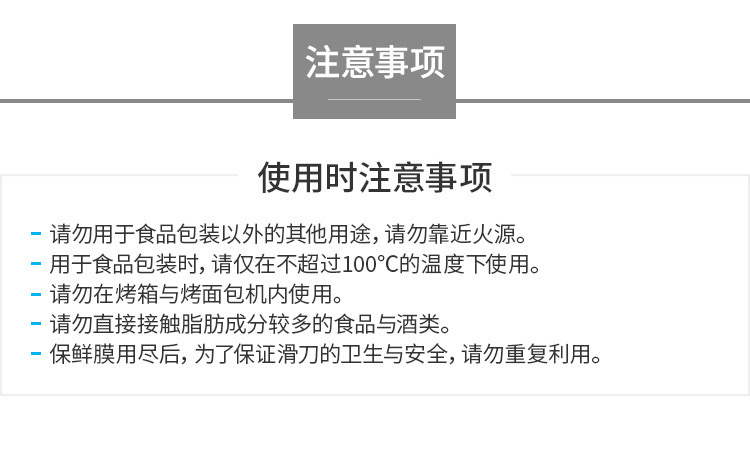 注意事项
使用时注意事项
- 请勿用于食品包装以外的其他用途，请勿靠近火源。
- 用于食品包装时，请仅在不超过100℃的温度下使用。
- 请勿在烤箱与烤面包机内使用。
- 请勿直接接触脂肪成分较多的食品与酒类。
- 保鲜膜用尽后，为了保证滑刀的卫生与安全，请勿重复利用。